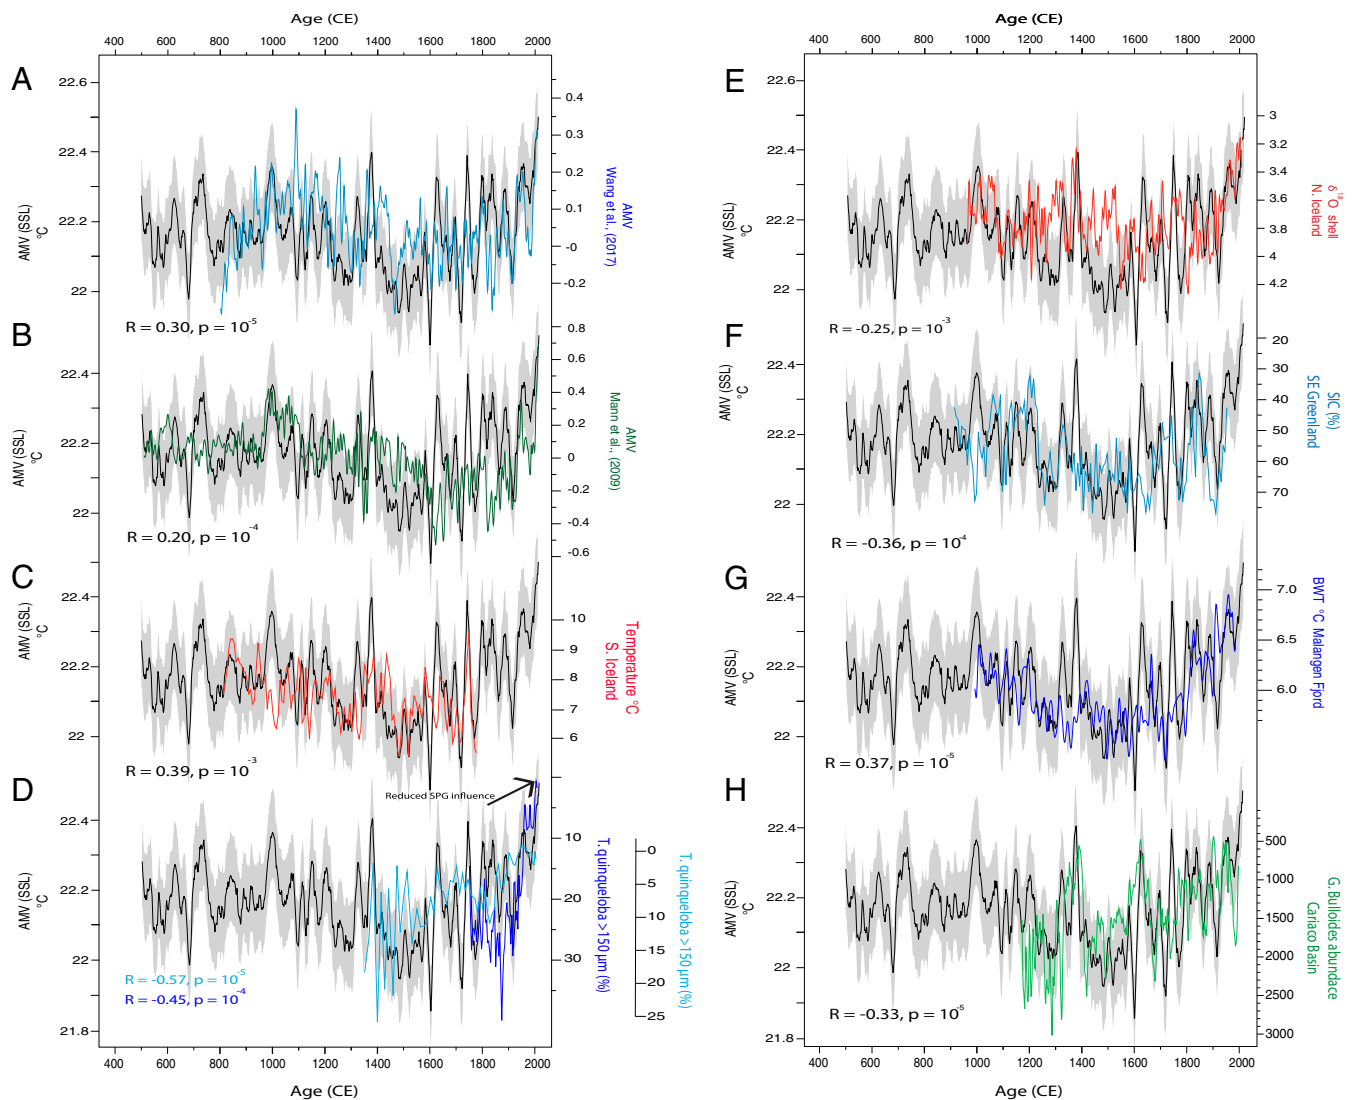 Age (CE)
400 600 800 1000 1200 1400 1600 1800 2000
A
22.6
22.4
22.2
22
AMV (SSL)
°C
0.4
0.3
0.2
0.1
-0
-0.2
AMV
Wang et al., (2017)
R = 0.30, p = 10-5
B
22.4
22.2
22
AMV (SSL)
°C
0.8
0.6
0.4
0.2
0
-0.2
-0.4
-0.6
AMV
Mann et al., (2009)
R = 0.20, p = 10-4
C
22.4
22.2
22
AMV (SSL)
°C
10
9
8
7
6
Temperature °C
S. Iceland
R = 0.39, p = 10-3
D
Reduced SPG influence
22.4
22.2
22
21.8
AMV (SSL)
°C
10
20
30
T. quinqueloba >150 µm (%)
0
-5
-10
-15
-20
-25
T. quinqueloba >150 µm (%)
R = -0.57, p = 10-5
R = -0.45, p = 10-4
400 600 800 1000 1200 1400 1600 1800 2000
Age (CE)
Age (CE)
400 600 800 1000 1200 1400 1600 1800 2000
E
22.6
22.4
22.2
22
AMV (SSL)
°C
3
3.2
3.4
3.6
3.8
4
4.2
δ18O shell
N. Iceland
R = -0.25, p = 10-3
F
22.4
22.2
22
AMV (SSL)
°C
20
30
40
50
60
70
SIC (%)
SE Greenland
R = -0.36, p = 10-4
G
22.4
22.2
22
AMV (SSL)
°C
7.0
6.5
6.0
BWT °C Malangen Fjord
R = 0.37, p = 10-5
H
22.4
22.2
22
21.8
AMV (SSL)
°C
500
1000
1500
2000
2500
3000
G. Bulloides abundace
Cariaco Basin
R = -0.33, p = 10-5
400 600 800 1000 1200 1400 1600 1800 2000
Age (CE)